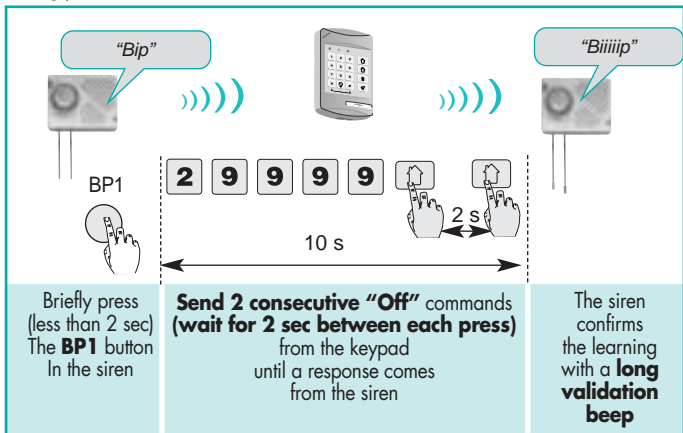 “Bip”
“Biiiiip”
BP1
2 9 9 9 9
2 s
10 s
Briefly press
(less than 2 sec)
The BP1 button
In the siren
Send 2 consecutive “Off” commands
(wait for 2 sec between each press)
from the keypad
until a response comes
from the siren
The siren
confirms
the learning
with a long
validation
beep